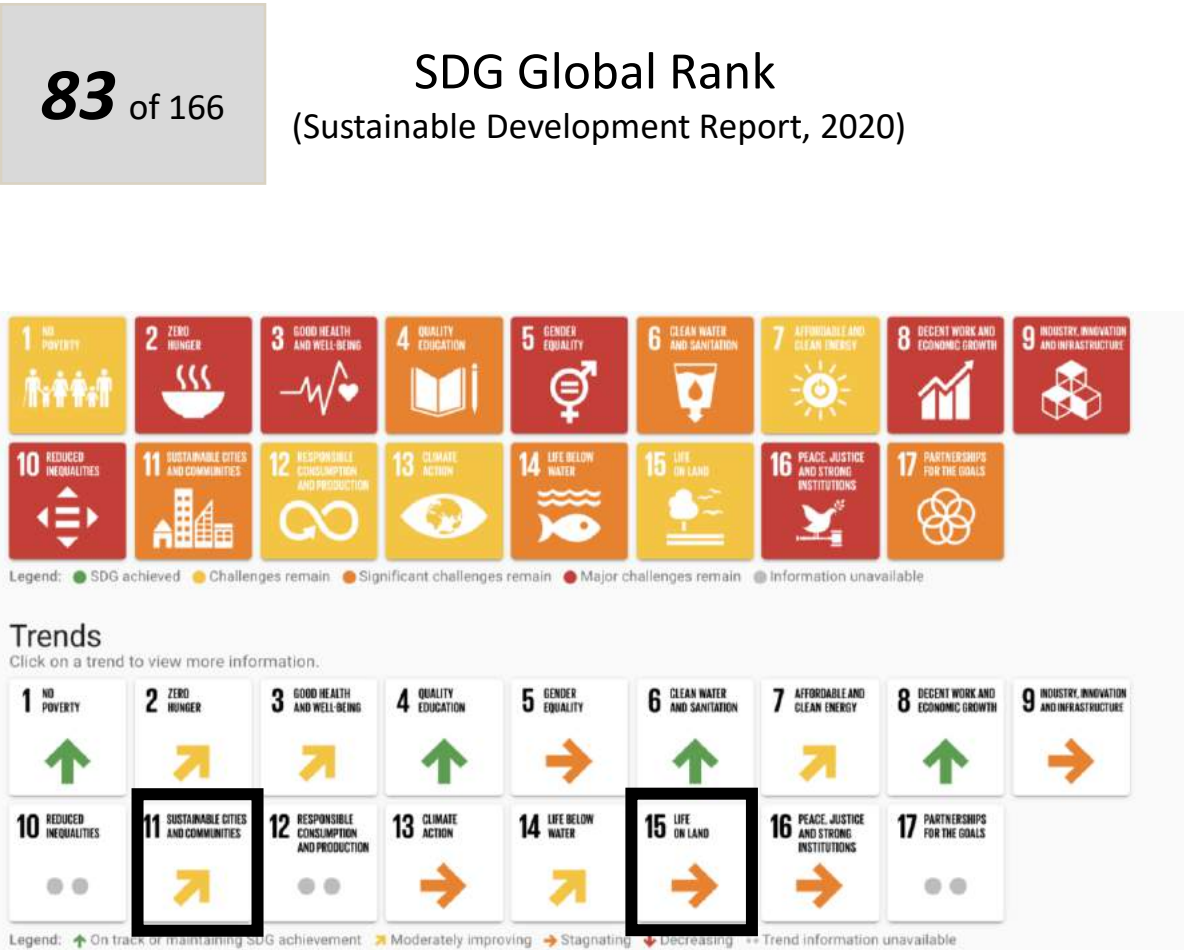 83 of 166
SDG Global Rank
(Sustainable Development Report, 2020)
1 NO POVERTY
2 ZERO HUNGER
3 GOOD HEALTH AND WELL-BEING
4 QUALITY EDUCATION
5 GENDER EQUALITY
6 CLEAN WATER AND SANITATION
7 AFFORDABLE AND CLEAN ENERGY
8 DECENT WORK AND ECONOMIC GROWTH
9 INDUSTRY, INNOVATION AND INFRASTRUCTURE
10 REDUCED INEQUALITIES
11 SUSTAINABLE CITIES AND COMMUNITIES
12 RESPONSIBLE CONSUMPTION AND PRODUCTION
13 CLIMATE ACTION
14 LIFE BELOW WATER
15 LIFE ON LAND
16 PEACE, JUSTICE AND STRONG INSTITUTIONS
17 PARTNERSHIPS FOR THE GOALS
Legend: SDG achieved Challenges remain Significant challenges remain Major challenges remain Information unavailable
Trends
Click on a trend to view more information.
1 NO POVERTY
2 ZERO HUNGER
3 GOOD HEALTH AND WELL-BEING
4 QUALITY EDUCATION
5 GENDER EQUALITY
6 CLEAN WATER AND SANITATION
7 AFFORDABLE AND CLEAN ENERGY
8 DECENT WORK AND ECONOMIC GROWTH
9 INDUSTRY, INNOVATION AND INFRASTRUCTURE
10 REDUCED INEQUALITIES
11 SUSTAINABLE CITIES AND COMMUNITIES
12 RESPONSIBLE CONSUMPTION AND PRODUCTION
13 CLIMATE ACTION
14 LIFE BELOW WATER
15 LIFE ON LAND
16 PEACE, JUSTICE AND STRONG INSTITUTIONS
17 PARTNERSHIPS FOR THE GOALS
Legend: On track or maintaining SDG achievement Moderately improving Stagnating Decreasing Trend information unavailable